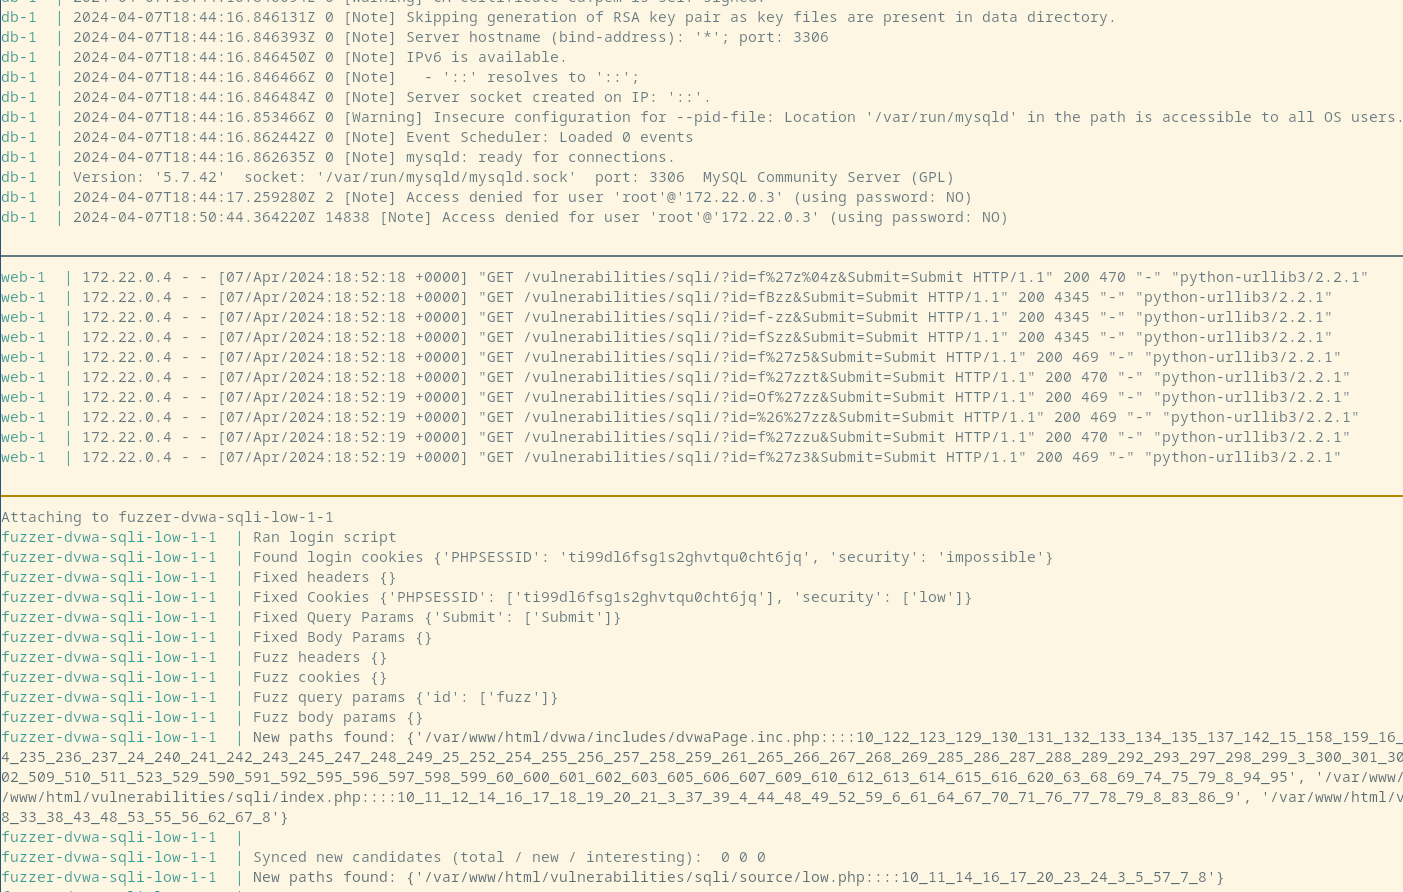 db-1  | 2024-04-07T18:44:16.846131Z 0 [Note] Skipping generation of RSA key pair as key files are present in data directory.
db-1  | 2024-04-07T18:44:16.846393Z 0 [Note] Server hostname (bind-address): '*'; port: 3306
db-1  | 2024-04-07T18:44:16.846450Z 0 [Note] IPv6 is available.
db-1  | 2024-04-07T18:44:16.846466Z 0 [Note]   - '::' resolves to '::';
db-1  | 2024-04-07T18:44:16.846484Z 0 [Note] Server socket created on IP: '::'.
db-1  | 2024-04-07T18:44:16.853466Z 0 [Warning] Insecure configuration for --pid-file: Location '/var/run/mysqld' in the path is accessible to all OS users.
db-1  | 2024-04-07T18:44:16.862442Z 0 [Note] Event Scheduler: Loaded 0 events
db-1  | 2024-04-07T18:44:16.862635Z 0 [Note] mysqld: ready for connections.
db-1  | Version: '5.7.42'  socket: '/var/run/mysqld/mysqld.sock'  port: 3306  MySQL Community Server (GPL)
db-1  | 2024-04-07T18:44:17.259280Z 2 [Note] Access denied for user 'root'@'172.22.0.3' (using password: NO)
db-1  | 2024-04-07T18:50:44.364220Z 14838 [Note] Access denied for user 'root'@'172.22.0.3' (using password: NO)
web-1  | 172.22.0.4 - - [07/Apr/2024:18:52:18 +0000] "GET /vulnerabilities/sqli/?id=f%27z%04z&Submit=Submit HTTP/1.1" 200 470 "-" "python-urllib3/2.2.1"
web-1  | 172.22.0.4 - - [07/Apr/2024:18:52:18 +0000] "GET /vulnerabilities/sqli/?id=fBzz&Submit=Submit HTTP/1.1" 200 4345 "-" "python-urllib3/2.2.1"
web-1  | 172.22.0.4 - - [07/Apr/2024:18:52:18 +0000] "GET /vulnerabilities/sqli/?id=f-zz&Submit=Submit HTTP/1.1" 200 4345 "-" "python-urllib3/2.2.1"
web-1  | 172.22.0.4 - - [07/Apr/2024:18:52:18 +0000] "GET /vulnerabilities/sqli/?id=fSzz&Submit=Submit HTTP/1.1" 200 4345 "-" "python-urllib3/2.2.1"
web-1  | 172.22.0.4 - - [07/Apr/2024:18:52:18 +0000] "GET /vulnerabilities/sqli/?id=f%27z5&Submit=Submit HTTP/1.1" 200 469 "-" "python-urllib3/2.2.1"
web-1  | 172.22.0.4 - - [07/Apr/2024:18:52:18 +0000] "GET /vulnerabilities/sqli/?id=f%27zzt&Submit=Submit HTTP/1.1" 200 470 "-" "python-urllib3/2.2.1"
web-1  | 172.22.0.4 - - [07/Apr/2024:18:52:19 +0000] "GET /vulnerabilities/sqli/?id=Of%27zz&Submit=Submit HTTP/1.1" 200 469 "-" "python-urllib3/2.2.1"
web-1  | 172.22.0.4 - - [07/Apr/2024:18:52:19 +0000] "GET /vulnerabilities/sqli/?id=%26%27zz&Submit=Submit HTTP/1.1" 200 469 "-" "python-urllib3/2.2.1"
web-1  | 172.22.0.4 - - [07/Apr/2024:18:52:19 +0000] "GET /vulnerabilities/sqli/?id=f%27zzu&Submit=Submit HTTP/1.1" 200 470 "-" "python-urllib3/2.2.1"
web-1  | 172.22.0.4 - - [07/Apr/2024:18:52:19 +0000] "GET /vulnerabilities/sqli/?id=f%27z3&Submit=Submit HTTP/1.1" 200 469 "-" "python-urllib3/2.2.1"
Attaching to fuzzer-dvwa-sqli-low-1-1
fuzzer-dvwa-sqli-low-1-1  | Ran login script
fuzzer-dvwa-sqli-low-1-1  | Found login cookies {'PHPSESSID': 'ti99dl6fsg1s2ghvtqu0cht6jq', 'security': 'impossible'}
fuzzer-dvwa-sqli-low-1-1  | Fixed headers {}
fuzzer-dvwa-sqli-low-1-1  | Fixed Cookies {'PHPSESSID': ['ti99dl6fsg1s2ghvtqu0cht6jq'], 'security': ['low']}
fuzzer-dvwa-sqli-low-1-1  | Fixed Query Params {'Submit': ['Submit']}
fuzzer-dvwa-sqli-low-1-1  | Fixed Body Params {}
fuzzer-dvwa-sqli-low-1-1  | Fuzz headers {}
fuzzer-dvwa-sqli-low-1-1  | Fuzz cookies {}
fuzzer-dvwa-sqli-low-1-1  | Fuzz query params {'id': ['fuzz']}
fuzzer-dvwa-sqli-low-1-1  | Fuzz body params {}
fuzzer-dvwa-sqli-low-1-1  | New paths found: {'/var/www/html/dvwa/includes/dvwaPage.inc.php::::10_122_123_129_130_131_132_133_134_135_137_142_15_158_159_16_
4_235_236_237_24_240_241_242_243_245_247_248_249_25_252_254_255_256_257_258_259_261_265_266_267_268_269_285_286_287_288_289_292_293_297_298_299_3_300_301_30
02_509_510_511_523_529_590_591_592_595_596_597_598_599_60_600_601_602_603_605_606_607_609_610_612_613_614_615_616_620_63_68_69_74_75_79_8_94_95', '/var/www/
/www/html/vulnerabilities/sqli/index.php::::10_11_12_14_16_17_18_19_20_21_3_37_39_4_44_48_49_52_59_6_61_64_67_70_71_76_77_78_79_8_83_86_9', '/var/www/html/v
8_33_38_43_48_53_55_56_62_67_8'}
fuzzer-dvwa-sqli-low-1-1  |
fuzzer-dvwa-sqli-low-1-1  | Synced new candidates (total / new / interesting):  0 0 0
fuzzer-dvwa-sqli-low-1-1  | New paths found: {'/var/www/html/vulnerabilities/sqli/source/low.php::::10_11_14_16_17_20_23_24_3_5_57_7_8'}